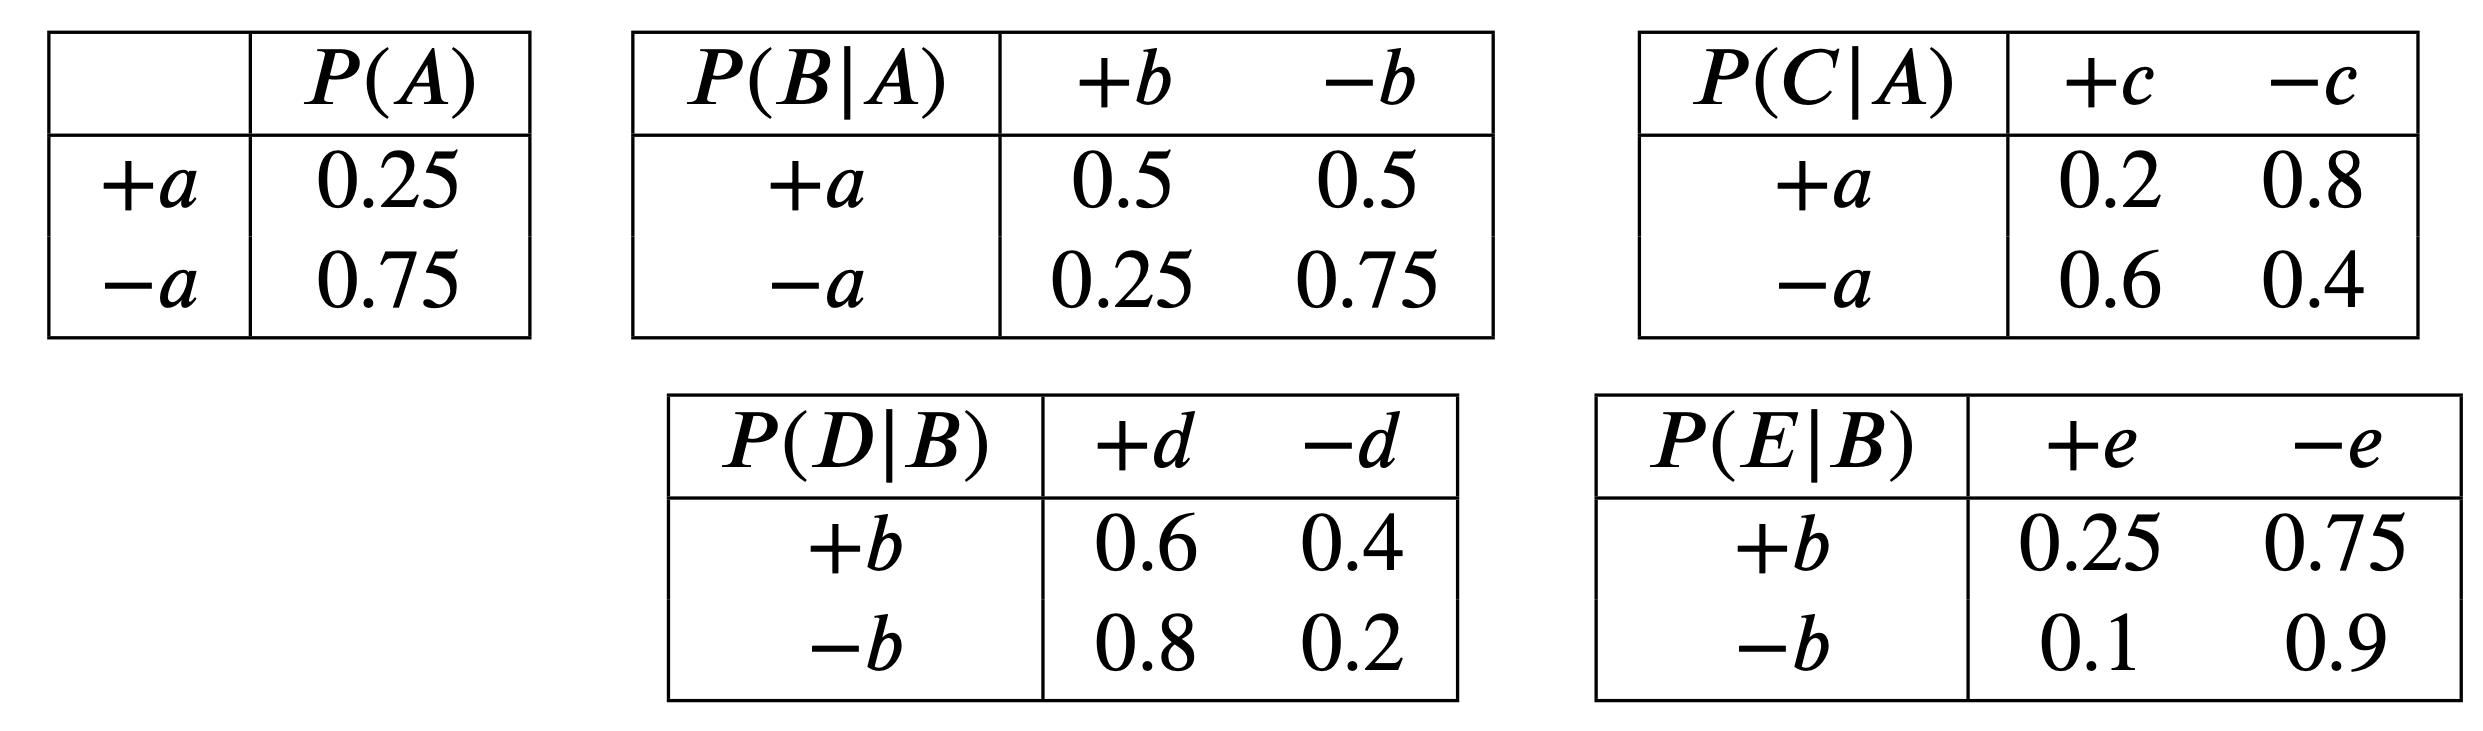 P(A) P(B|A) +b −b P(C|A) +c −c
+a 0.25 +a 0.5 0.5 +a 0.2 0.8
−a 0.75 −a 0.25 0.75 −a 0.6 0.4
P(D|B) +d −d P(E|B) +e −e
+b 0.6 0.4 +b 0.25 0.75
−b 0.8 0.2 −b 0.1 0.9